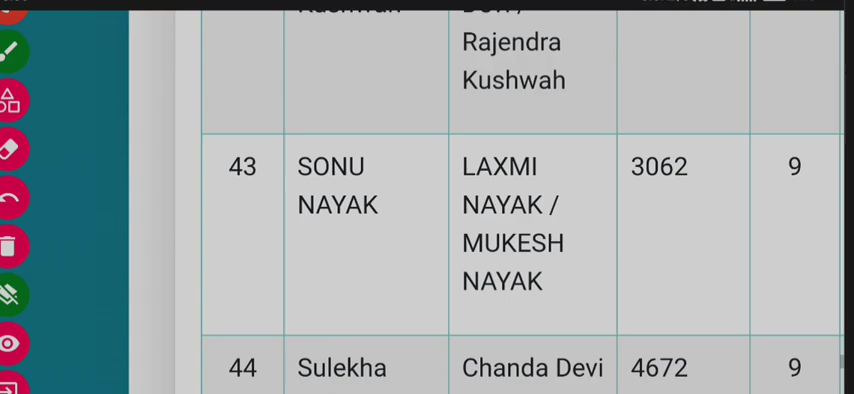 Rajendra
Kushwah
43 SONU LAXMI 3062 9
NAYAK NAYAK /
MUKESH
NAYAK
44 Sulekha Chanda Devi 4672 9